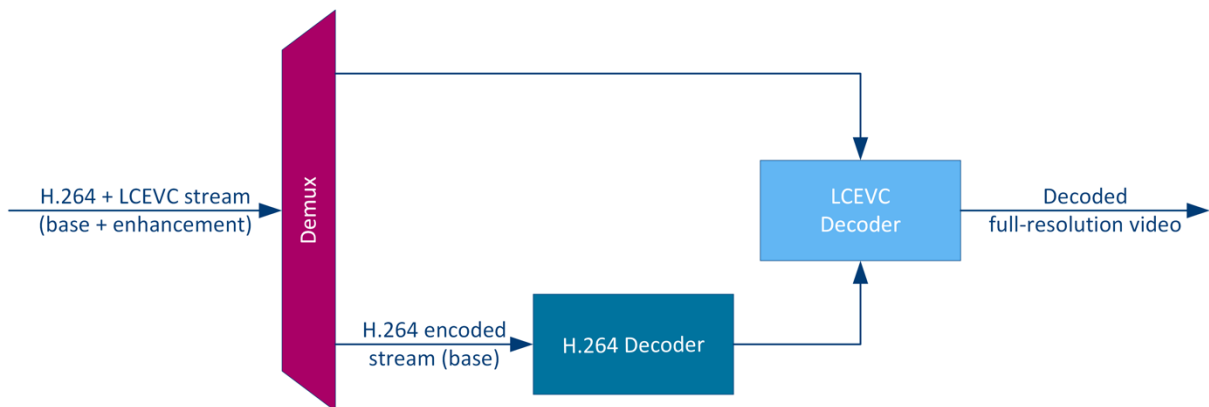 H.264 + LCEVC stream
(base + enhancement)
Demux
LCEVC
Decoder
Decoded
full-resolution video
H.264 encoded
stream (base)
H.264 Decoder